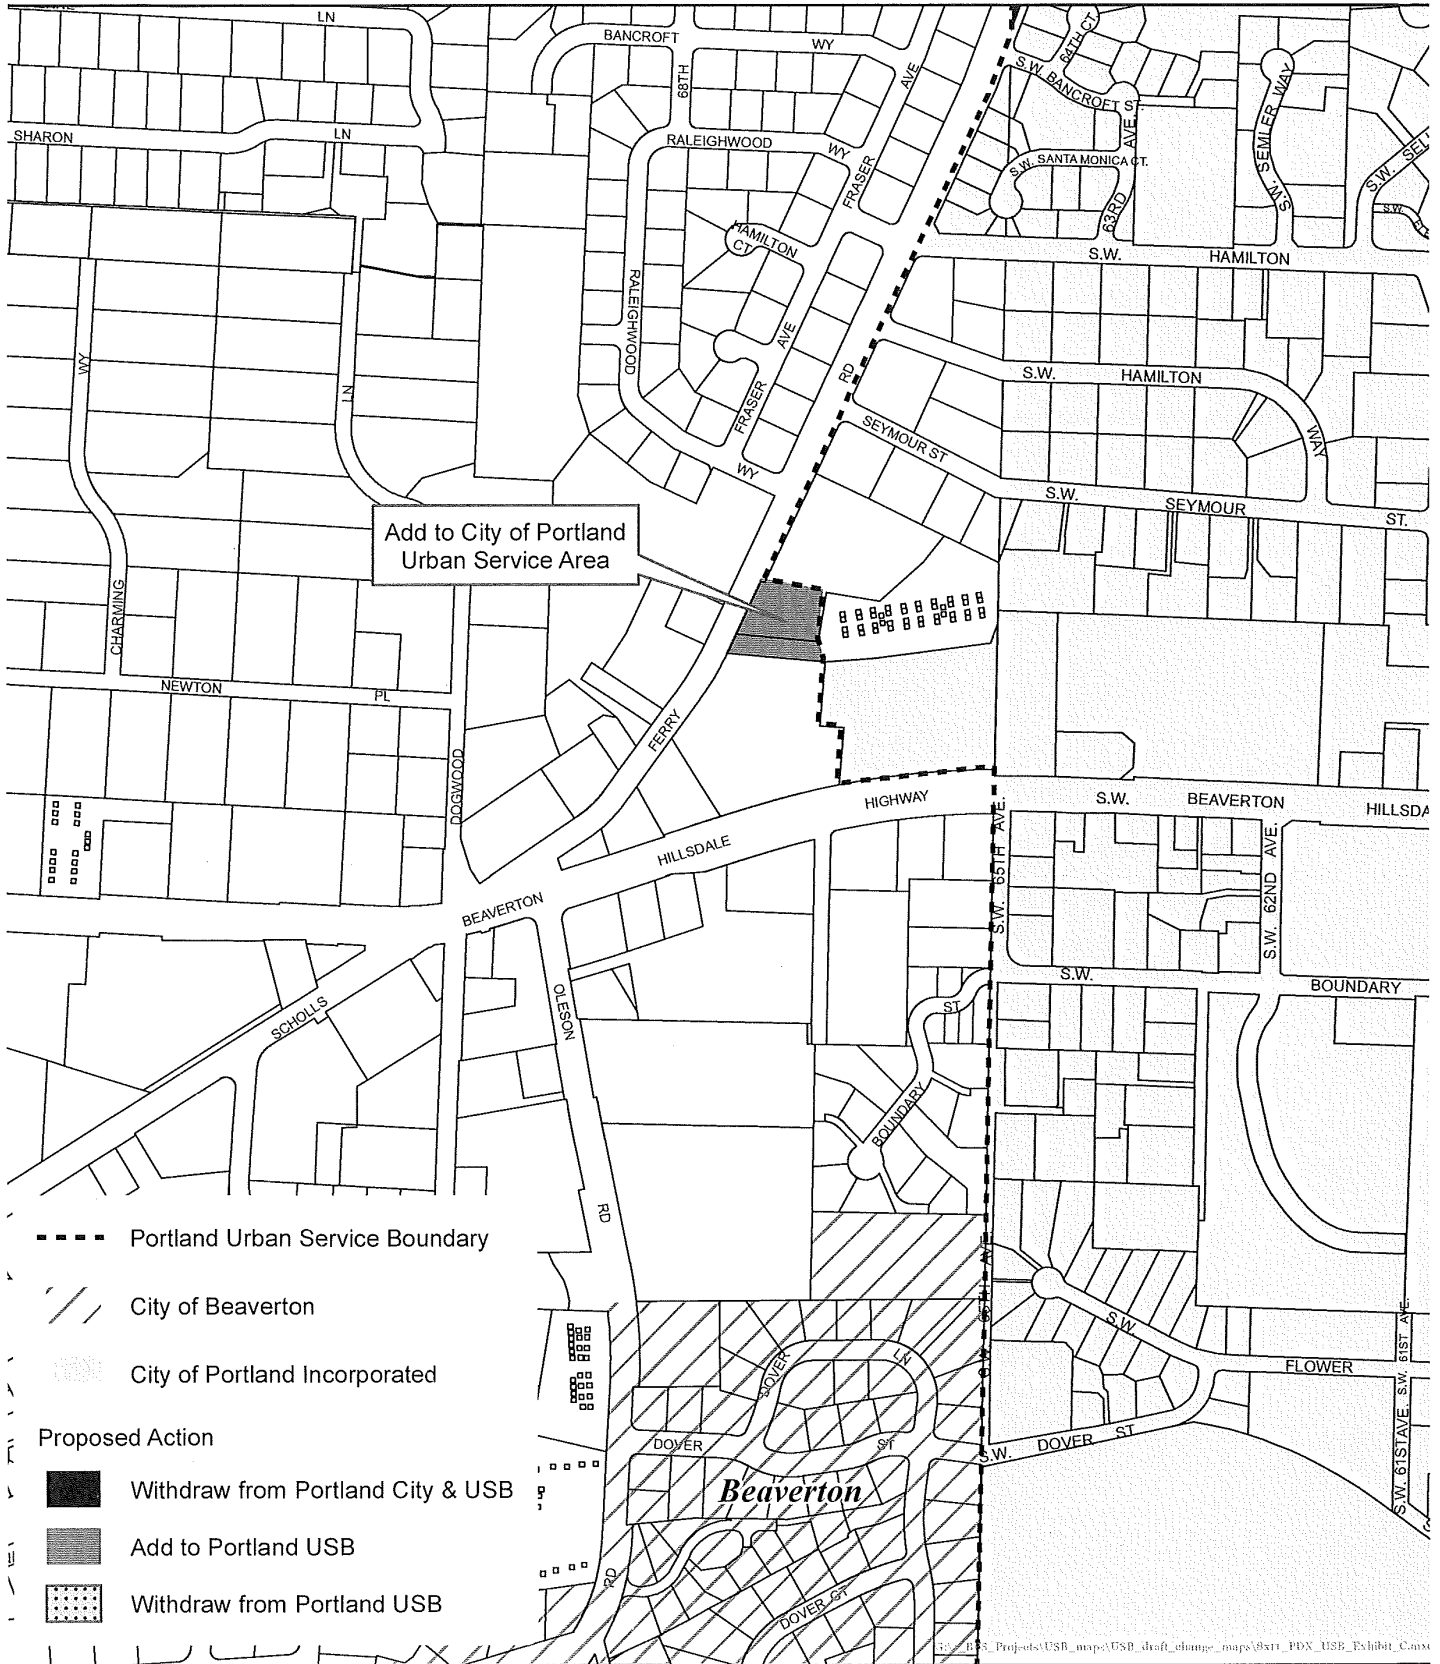 LN
BANCROFT
WY
68TH
AVE
64TH CT
S.W. BANCROFT ST.
AVE.
S.W. SEMLER WAY
SHARON
LN
RALEIGHWOOD
WY
FRASER
S.W. SANTA MONICA CT.
63RD
S.W.
S.W.
HAMILTON
CT
S.W.
HAMILTON
RALEIGHWOOD
WY
LN
AVE
RD
FRASER
S.W.
HAMILTON
WAY
SEYMOUR ST
WY
S.W.
SEYMOUR
ST.
Add to City of Portland
Urban Service Area
CHARMING
NEWTON
PL
FERRY
DOGWOOD
HIGHWAY
S.W.
BEAVERTON
HILLSDA
HILLSDALE
S.W. 65TH AVE.
S.W. 62ND AVE.
BEAVERTON
SCHOLLS
OLESON
S.W.
BOUNDARY
ST
BOUNDARY
RD
Portland Urban Service Boundary
City of Beaverton
City of Portland Incorporated
Proposed Action
Withdraw from Portland City & USB
Add to Portland USB
Withdraw from Portland USB
S.W.
FLOWER
S.W. 61ST AVE.
DOVER
LN
DOVER
ST
S.W.
DOVER
ST
S.W. 61ST AVE.
Beaverton
RD
DOVER CT